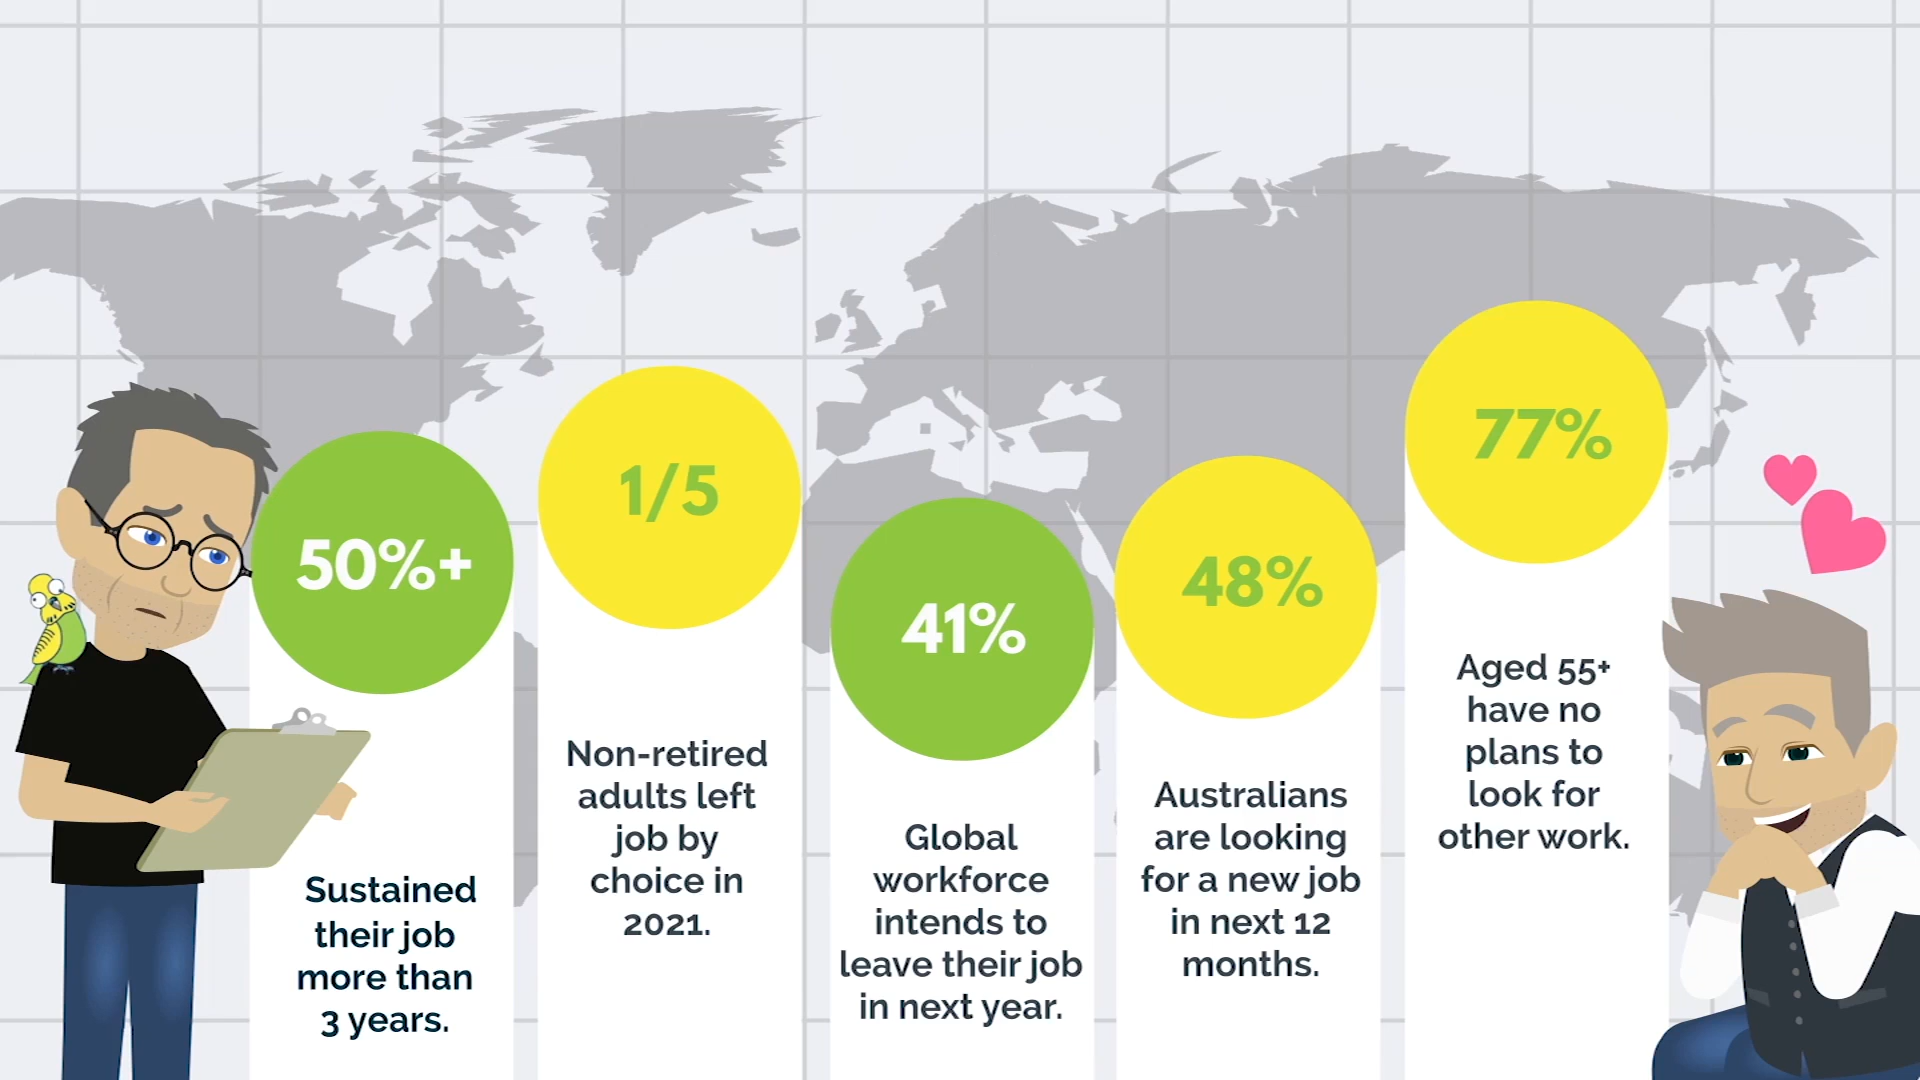 50%+
Sustained
their job
more than
3 years.
1/5
Non-retired
adults left
job by
choice in
2021.
41%
Global
workforce
intends to
leave their job
in next year.
48%
Australians
are looking
for a new job
in next 12
months.
77%
Aged 55+
have no
plans to
look for
other work.